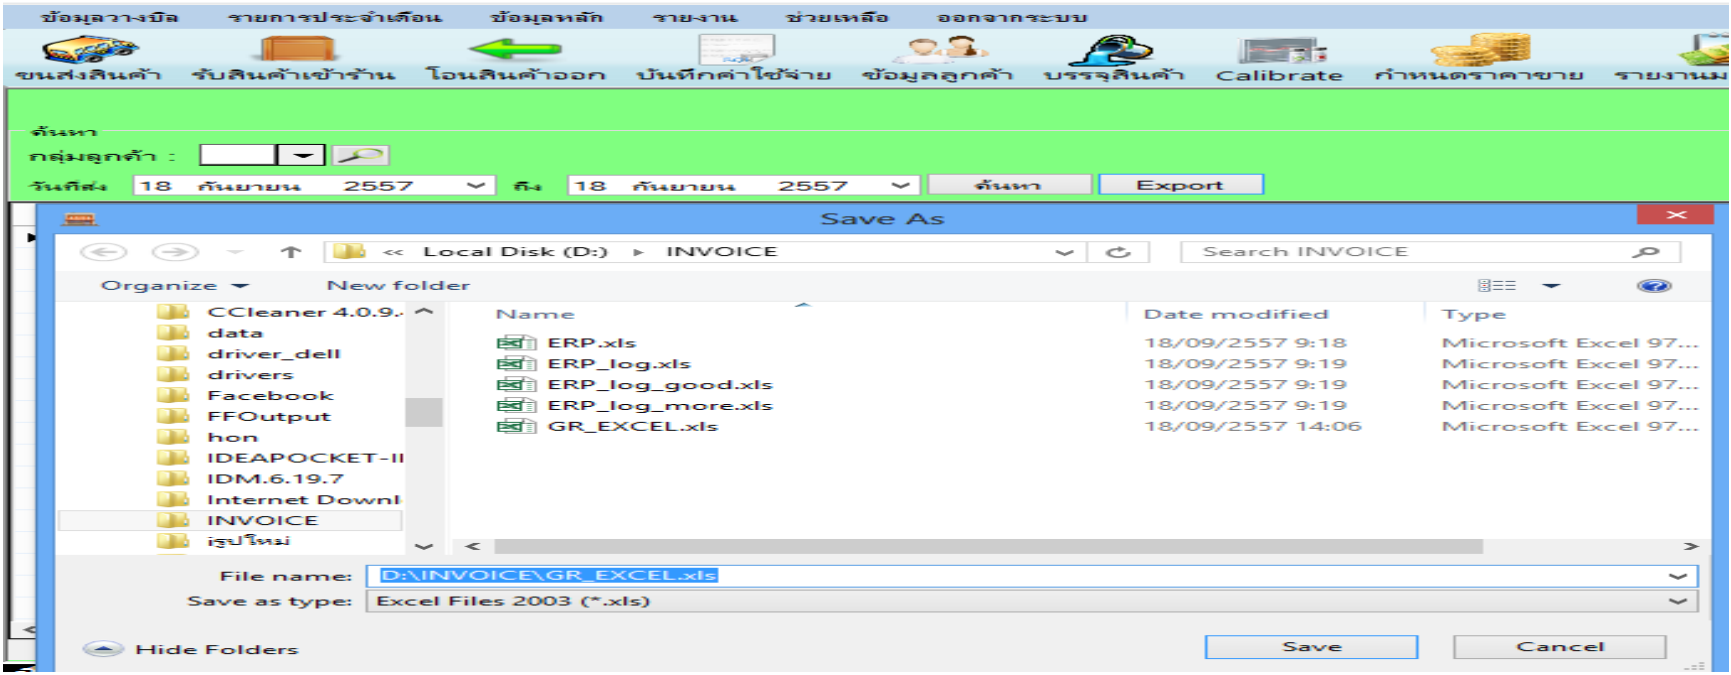 ข้อมูลวางบิล รายการประจำเดือน ข้อมูลหลัก รายงาน ช่วยเหลือ ออกจากระบบ
ขนส่งสินค้า รับสินค้าเข้าร้าน โอนสินค้าออก บันทึกค่าใช้จ่าย ข้อมูลลูกค้า บรรจุสินค้า Calibrate กำหนดราคาขาย
ค้นหา
กลุ่มลูกค้า :
วันที่ส่ง 18 กันยายน 2557 ถึง 18 กันยายน 2557 ค้นหา Export
Save As
« Local Disk (D:) ▸ INVOICE Search INVOICE
Organize New folder
Name Date modified Type
CCleaner 4.0.9.
data
driver_dell
drivers
Facebook
FFOutput
hon
IDEAPOCKET-II
IDM.6.19.7
Internet Downl
INVOICE
เรูปใหม่
ERP.xls 18/09/2557 9:18 Microsoft Excel 97...
ERP_log.xls 18/09/2557 9:19 Microsoft Excel 97...
ERP_log_good.xls 18/09/2557 9:19 Microsoft Excel 97...
ERP_log_more.xls 18/09/2557 9:19 Microsoft Excel 97...
GR_EXCEL.xls 18/09/2557 14:06 Microsoft Excel 97...
File name: D:\INVOICE\GR_EXCEL.xls
Save as type: Excel Files 2003 (*.xls)
Hide Folders Save Cancel